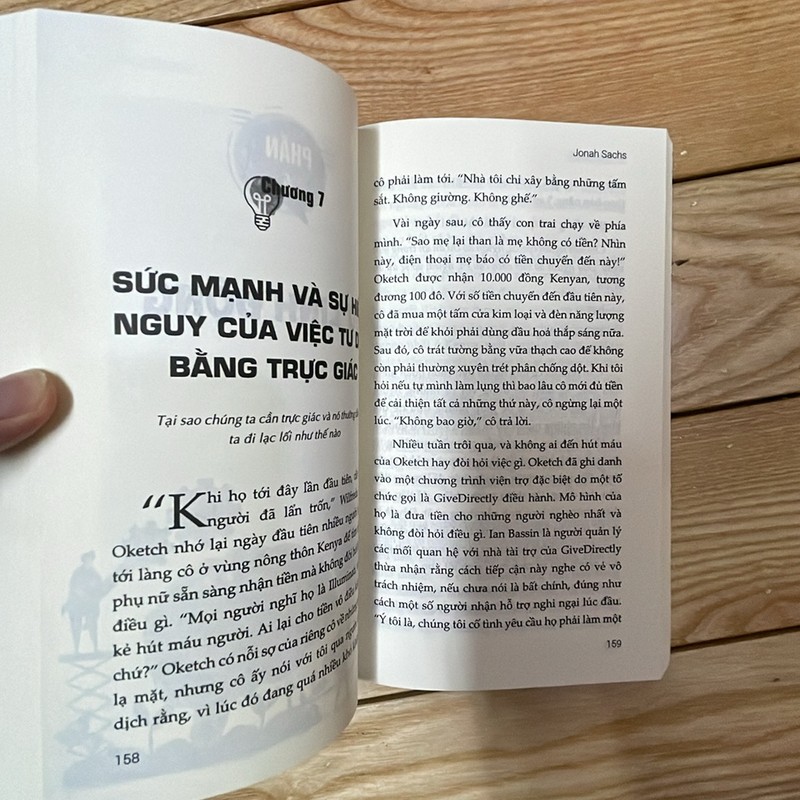 Chương 7
SỨC MẠNH VÀ SỰ
NGUY CỦA VIỆC TƯ
BẰNG TRỰC GIÁC
Tại sao chúng ta cần trực giác và nó thường
ta đi lạc lối như thế nào
“Khi họ tới đây lần đầu tiên,
người đã lấn trốn,”
Oketch nhớ lại ngày đầu tiên nhiều
tới làng cô ở vùng nông thôn Kenya để
phụ nữ sẵn sàng nhận tiền mà không đòi
điều gì. “Mọi người nghĩ họ là Illuminati,
kẻ hút máu người. Ai lại cho tiền vô điều
chứ?” Oketch có nỗi sợ của riêng cô về
lạ mặt, nhưng cô ấy nói với tôi qua
dịch rằng, vì lúc đó đang quá nhiều khó
158
Jonah Sachs
cô phải làm tới. “Nhà tôi chỉ xây bằng những tấm
sắt. Không giường. Không ghế.”
Vài ngày sau, cô thấy con trai chạy về phía
mình. “Sao mẹ lại than là mẹ không có tiền? Nhìn
này, điện thoại mẹ báo có tiền chuyển đến này!”
Oketch được nhận 10.000 đồng Kenyan, tương
đương 100 đô. Với số tiền chuyển đến đầu tiên này,
cô đã mua một tấm cửa kim loại và đèn năng lượng
mặt trời để khỏi phải dùng dầu hoả thắp sáng nữa.
Sau đó, cô trát tường bằng vữa thạch cao để không
còn phải thường xuyên trét phân chống dột. Khi tôi
hỏi nếu tự mình làm lụng thì bao lâu cô mới đủ tiền
để cải thiện tất cả những thứ này, cô ngừng lại một
lúc. “Không bao giờ,” cô trả lời.
Nhiều tuần trôi qua, và không ai đến hút máu
của Oketch hay đòi hỏi việc gì. Oketch đã ghi danh
vào một chương trình viện trợ đặc biệt do một tổ
chức gọi là GiveDirectly điều hành. Mô hình của
họ là đưa tiền cho những người nghèo nhất và
không đòi hỏi điều gì. Ian Bassin là người quản lý
các mối quan hệ với nhà tài trợ của GiveDirectly
thừa nhận rằng cách tiếp cận này nghe có vẻ vô
trách nhiệm, nếu chưa nói là bất chính, đúng như
cách một số người nhận hỗ trợ nghi ngại lúc đầu.
“Ý tôi là, chúng tôi cố tình yêu cầu họ phải làm một
159